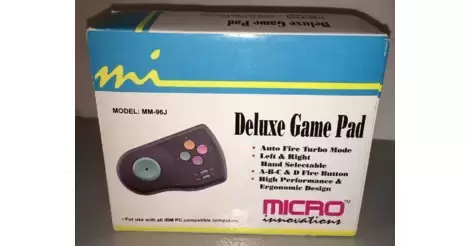 Deluxe Game Pad
mi
MODEL: MM-96J
Deluxe Game Pad
• Auto Fire Turbo Mode
• Left & Right
Hand Selectable
• A-B-C & D Fire Button
• High Performance &
Ergonomic Design
MICRO™
innovations
• For use with all IBM PC compatible computers